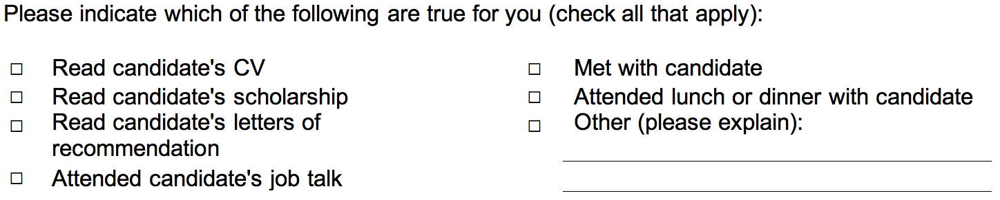 Please indicate which of the following are true for you (check all that apply):
Read candidate's CV
Read candidate's scholarship
Read candidate's letters of
recommendation
Attended candidate's job talk
Met with candidate
Attended lunch or dinner with candidate
Other (please explain):